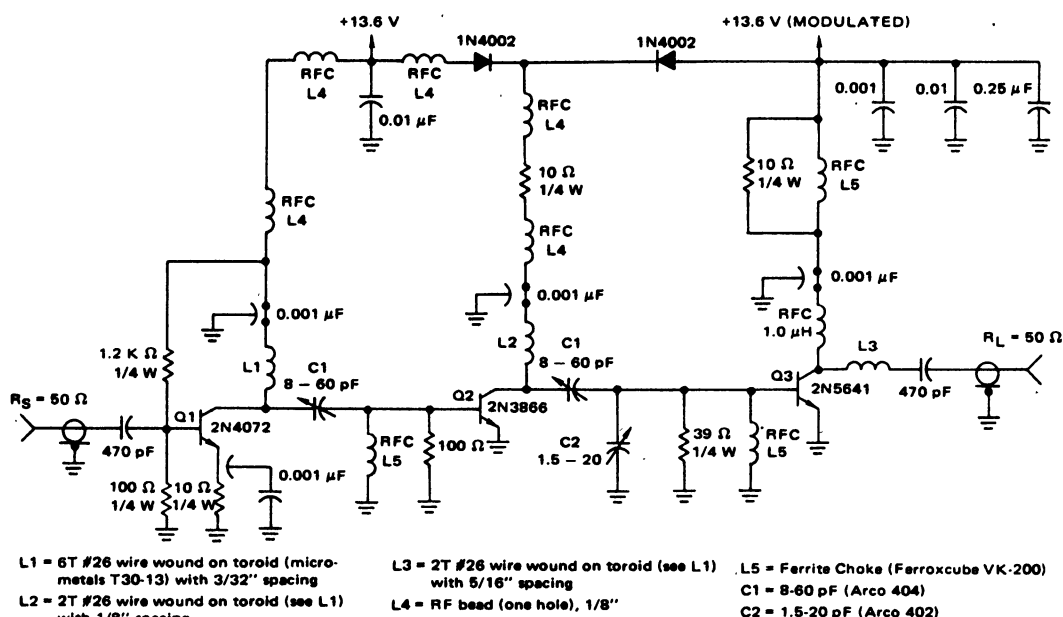 +13.6 V
+13.6 V (MODULATED)
1N4002
1N4002
RFC
L4
RFC
L4
0.01 µF
RFC
L4
0.001
0.01
0.25 µF
10 Ω
1/4 W
10 Ω
1/4 W
RFC
L5
RFC
L4
RFC
L4
0.001 µF
0.001 µF
0.001 µF
RFC
1.0 µH
1.2 K Ω
1/4 W
L1
C1
8 – 60 pF
L2
C1
8 – 60 pF
L3
RL = 50 Ω
470 pF
RS = 50 Ω
Q1
2N4072
Q2
2N3866
Q3
2N5641
470 pF
RFC
L5
100 Ω
C2
1.5 – 20
39 Ω
1/4 W
RFC
L5
100 Ω
1/4 W
10 Ω
1/4 W
0.001 µF
L1 = 6T #26 wire wound on toroid (micro-
metals T30-13) with 3/32" spacing
L2 = 2T #26 wire wound on toroid (see L1)
with 1/8" spacing
L3 = 2T #26 wire wound on toroid (see L1)
with 5/16" spacing
L4 = RF bead (one hole), 1/8"
L5 = Ferrite Choke (Ferroxcube VK-200)
C1 = 8-60 pF (Arco 404)
C2 = 1.5-20 pF (Arco 402)